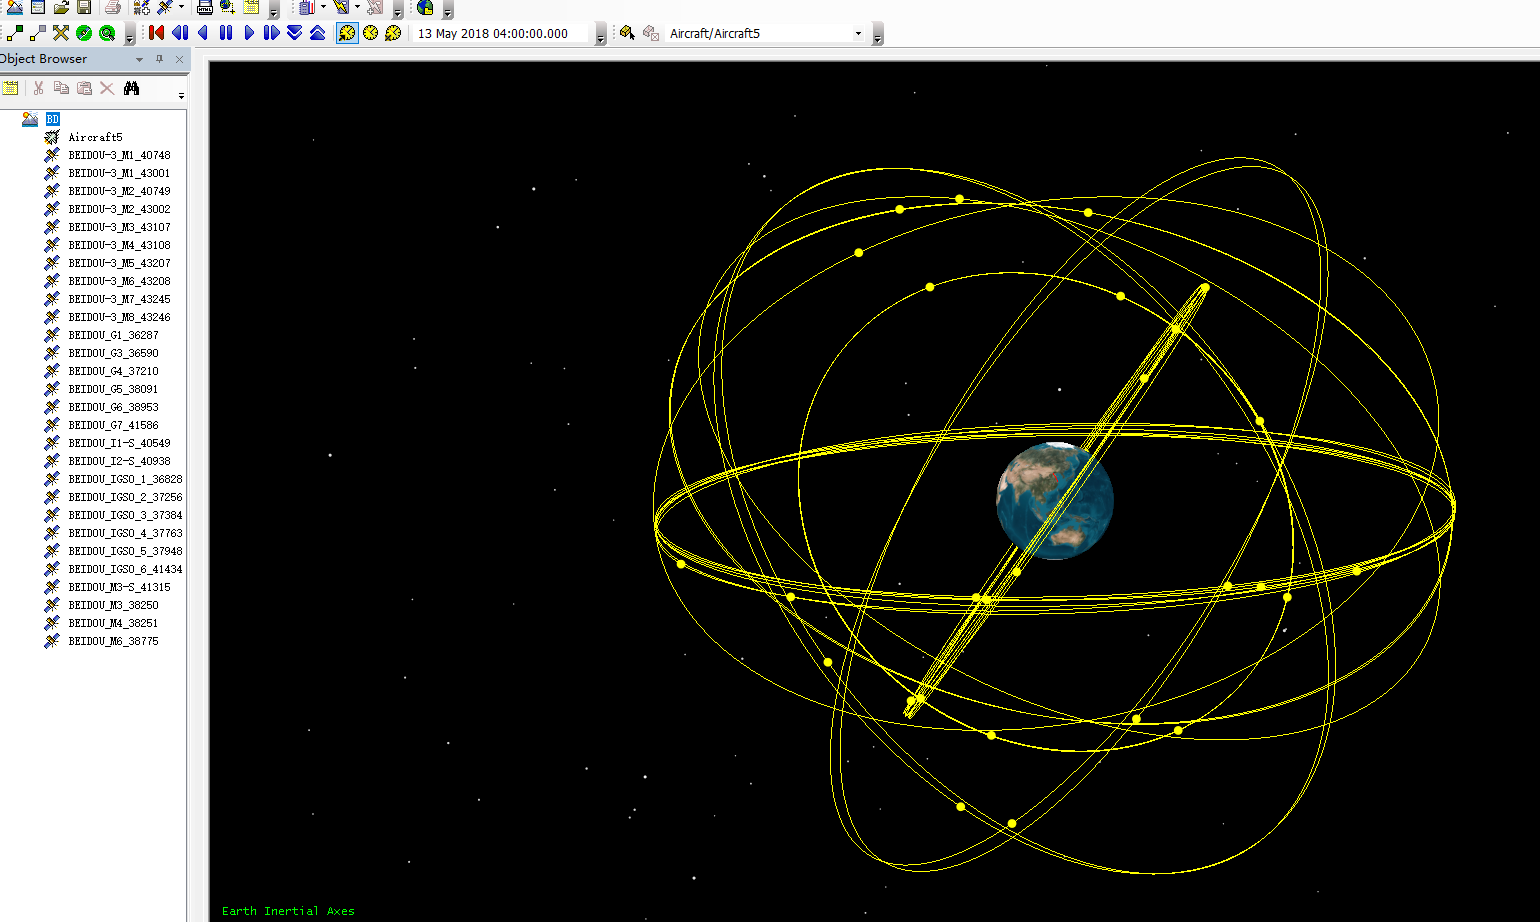 13 May 2018 04:00:00.000
Aircraft/Aircraft5
Object Browser
BD
Aircraft5
BEIDOU-3_M1_40748
BEIDOU-3_M1_43001
BEIDOU-3_M2_40749
BEIDOU-3_M2_43002
BEIDOU-3_M3_43107
BEIDOU-3_M4_43108
BEIDOU-3_M5_43207
BEIDOU-3_M6_43208
BEIDOU-3_M7_43245
BEIDOU-3_M8_43246
BEIDOU_G1_36287
BEIDOU_G3_36590
BEIDOU_G4_37210
BEIDOU_G5_38091
BEIDOU_G6_38953
BEIDOU_G7_41586
BEIDOU_I1-S_40549
BEIDOU_I2-S_40938
BEIDOU_IGSO_1_36828
BEIDOU_IGSO_2_37256
BEIDOU_IGSO_3_37384
BEIDOU_IGSO_4_37763
BEIDOU_IGSO_5_37948
BEIDOU_IGSO_6_41434
BEIDOU_M3-S_41315
BEIDOU_M3_38250
BEIDOU_M4_38251
BEIDOU_M6_38775
Earth Inertial Axes